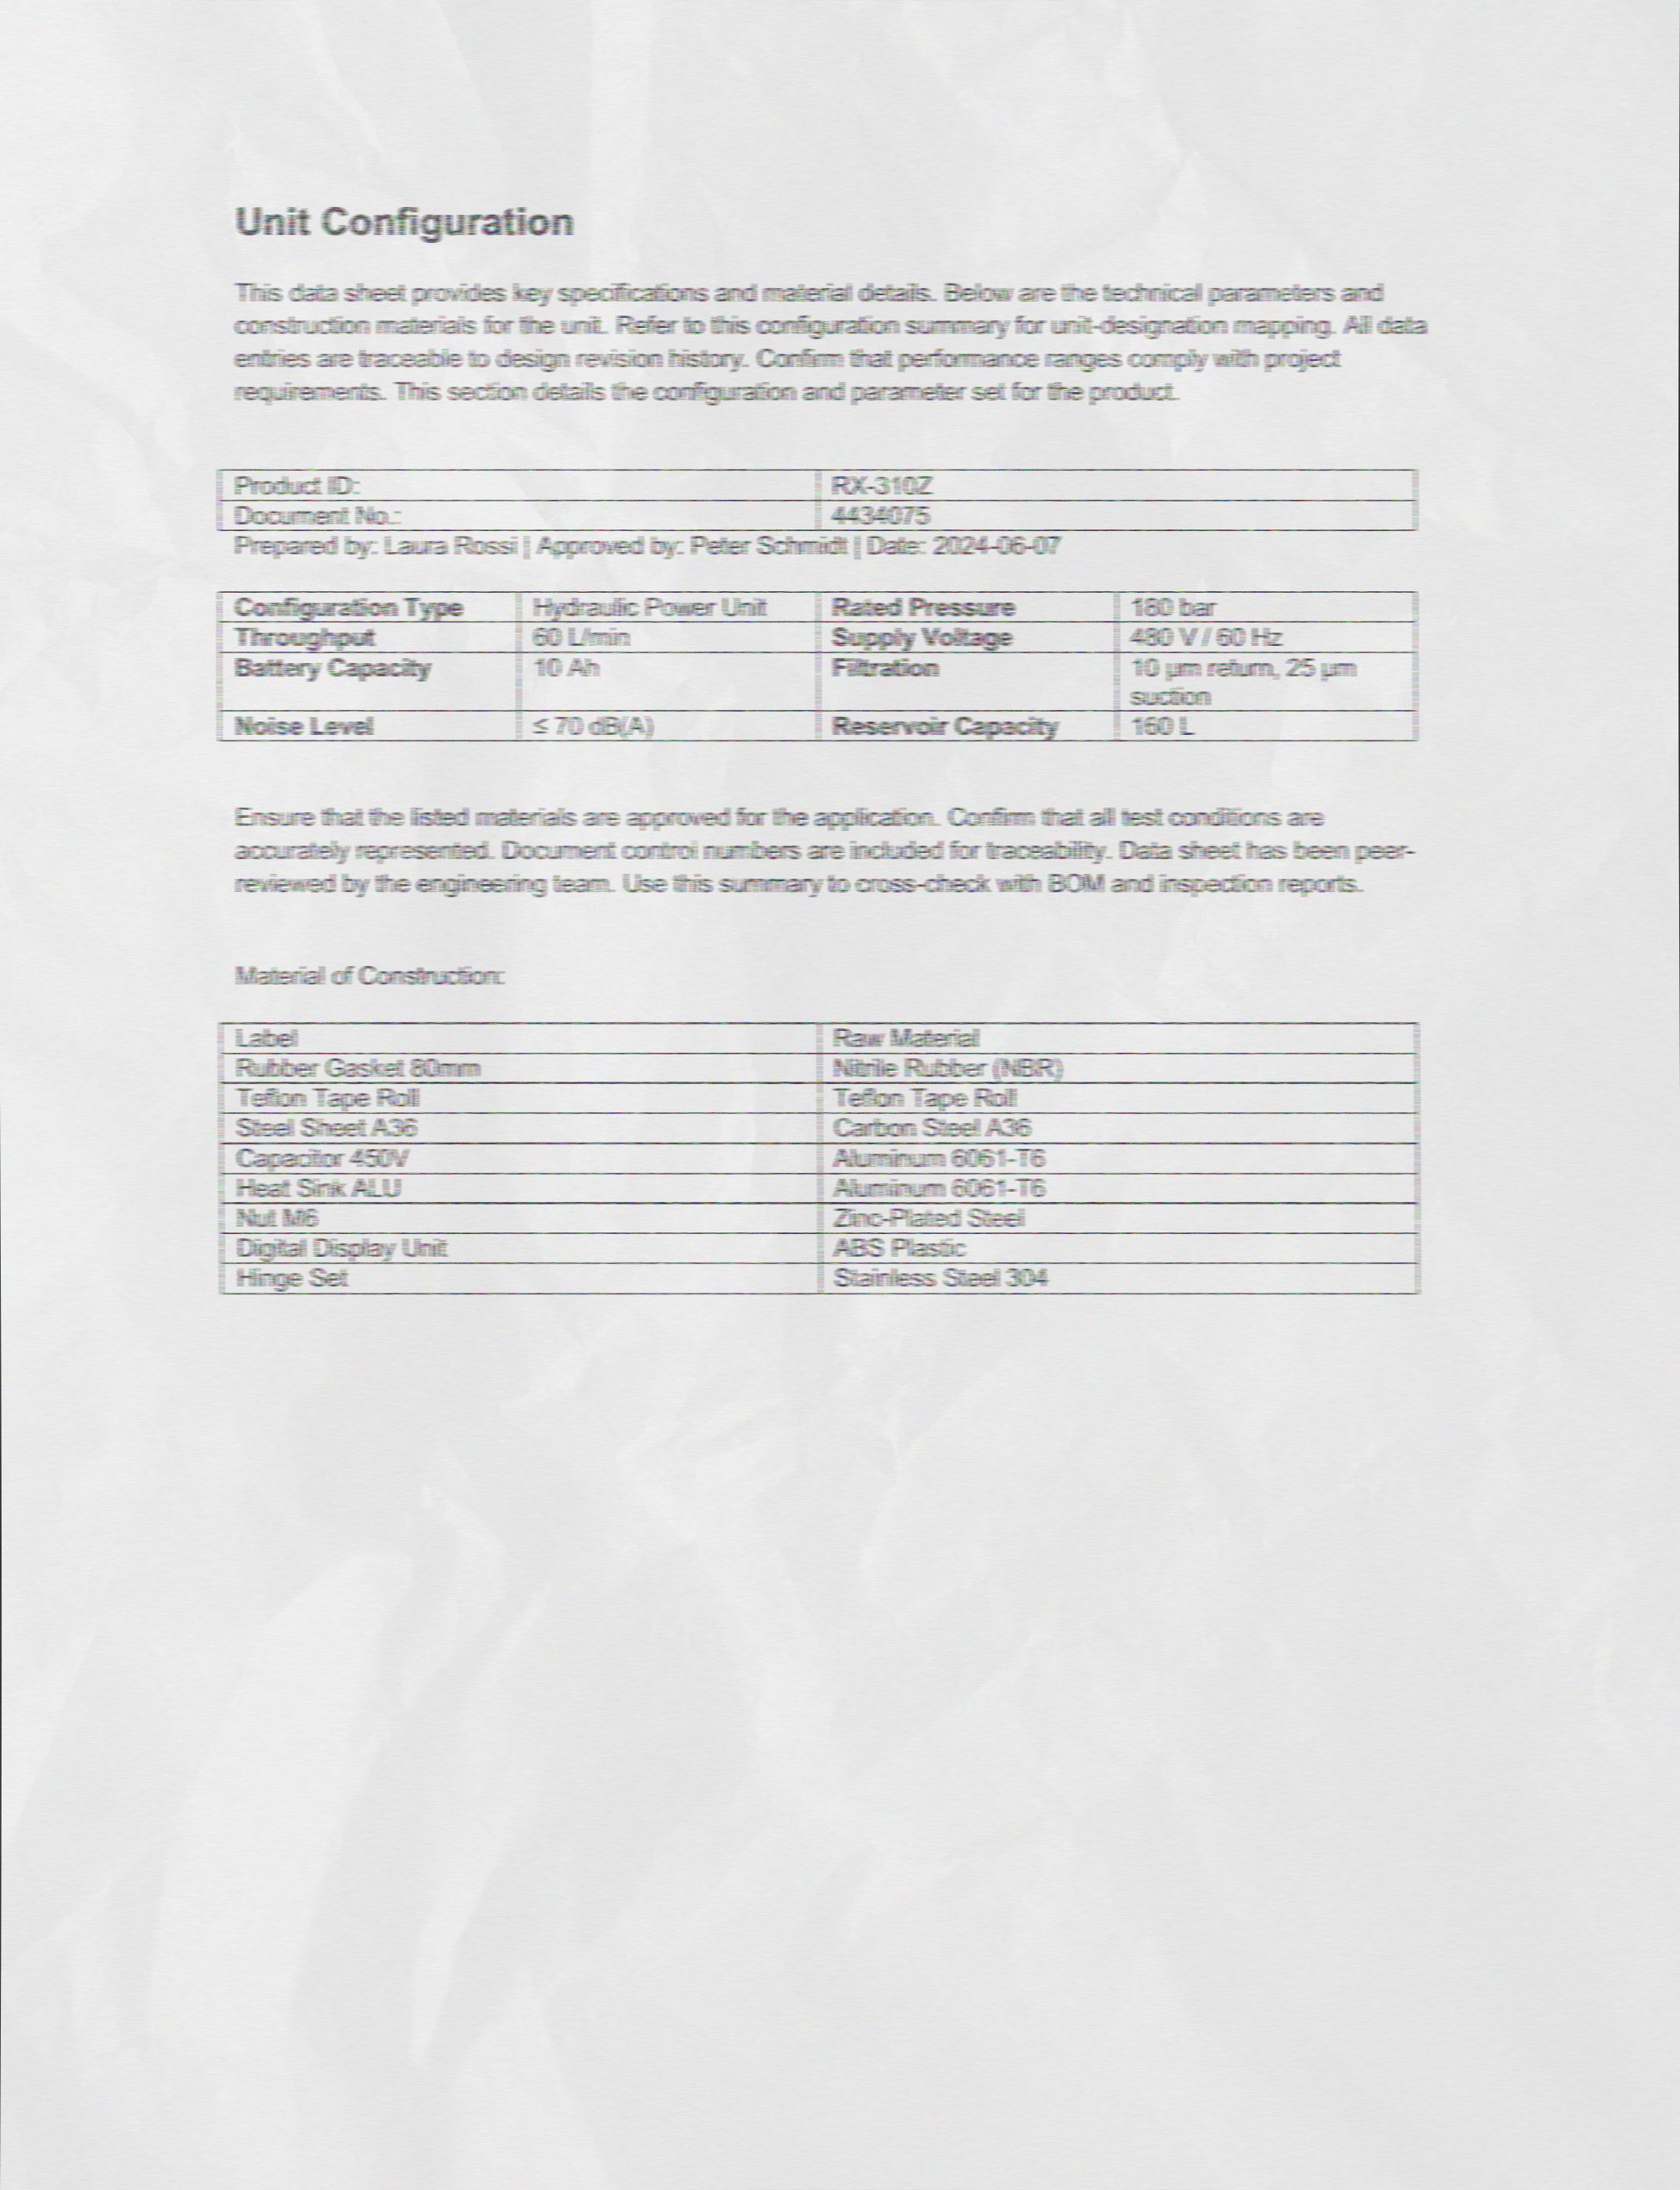 Unit Configuration
This data sheet provides key specifications and material details. Below are the technical parameters and
construction materials for the unit. Refer to this configuration summary for unit-designation mapping. All data
entries are traceable to design revision history. Confirm that performance ranges comply with project
requirements. This section details the configuration and parameter set for the product.
Product ID: RX-310Z
Document No.: 4434075
Prepared by: Laura Rossi | Approved by: Peter Schmidt | Date: 2024-06-07
Configuration Type Hydraulic Power Unit Rated Pressure 180 bar
Throughput 60 L/min Supply Voltage 480 V / 60 Hz
Battery Capacity 10 Ah Filtration 10 µm return, 25 µm
suction
Noise Level ≤ 70 dB(A) Reservoir Capacity 160 L
Ensure that the listed materials are approved for the application. Confirm that all test conditions are
accurately represented. Document control numbers are included for traceability. Data sheet has been peer-
reviewed by the engineering team. Use this summary to cross-check with BOM and inspection reports.
Material of Construction:
Label Raw Material
Rubber Gasket 80mm Nitrile Rubber (NBR)
Teflon Tape Roll Teflon Tape Roll
Steel Sheet A36 Carbon Steel A36
Capacitor 450V Aluminum 6061-T6
Heat Sink ALU Aluminum 6061-T6
Nut M6 Zinc-Plated Steel
Digital Display Unit ABS Plastic
Hinge Set Stainless Steel 304